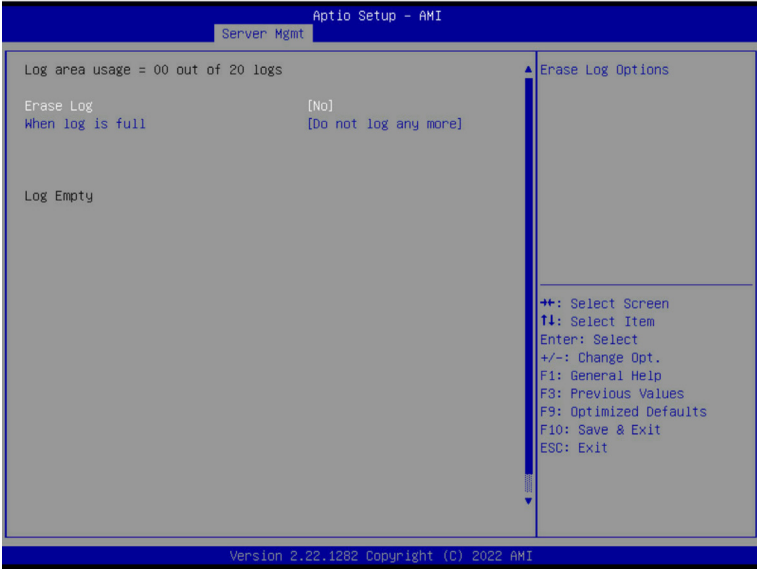 Aptio Setup - AMI
Server Mgmt
Log area usage = 00 out of 20 logs
Erase Log [No]
When log is full [Do not log any more]
Log Empty
Erase Log Options
→←: Select Screen
↑↓: Select Item
Enter: Select
+/-: Change Opt.
F1: General Help
F3: Previous Values
F9: Optimized Defaults
F10: Save & Exit
ESC: Exit
Version 2.22.1282 Copyright (C) 2022 AMI